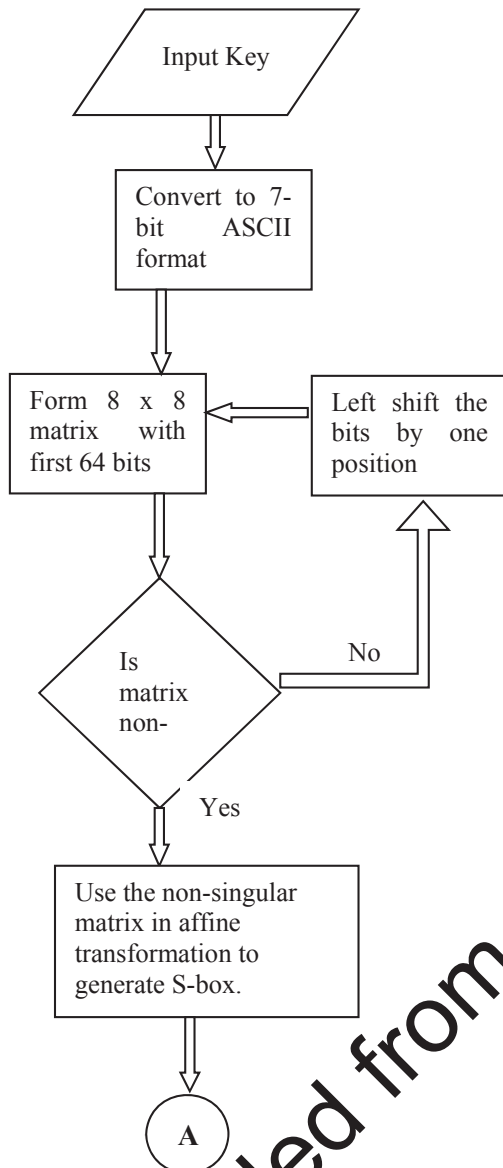 Input Key
Convert to 7-
bit ASCII
format
Form 8 x 8
matrix with
first 64 bits
Left shift the
bits by one
position
Is
matrix
non-
No
Yes
Use the non-singular
matrix in affine
transformation to
generate S-box.
A
ded from